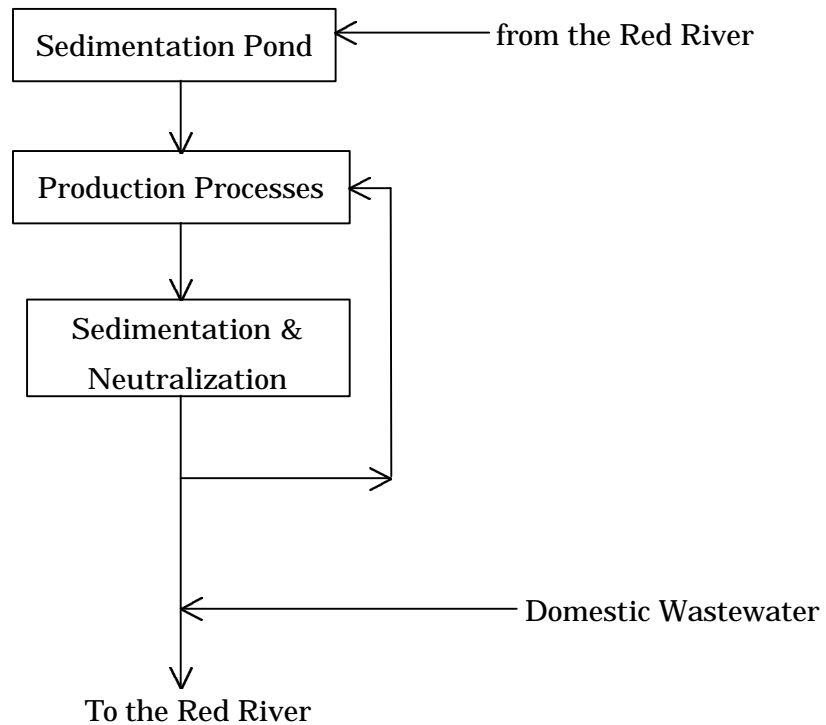 Sedimentation Pond
from the Red River
Production Processes
Sedimentation &
Neutralization
Domestic Wastewater
To the Red River